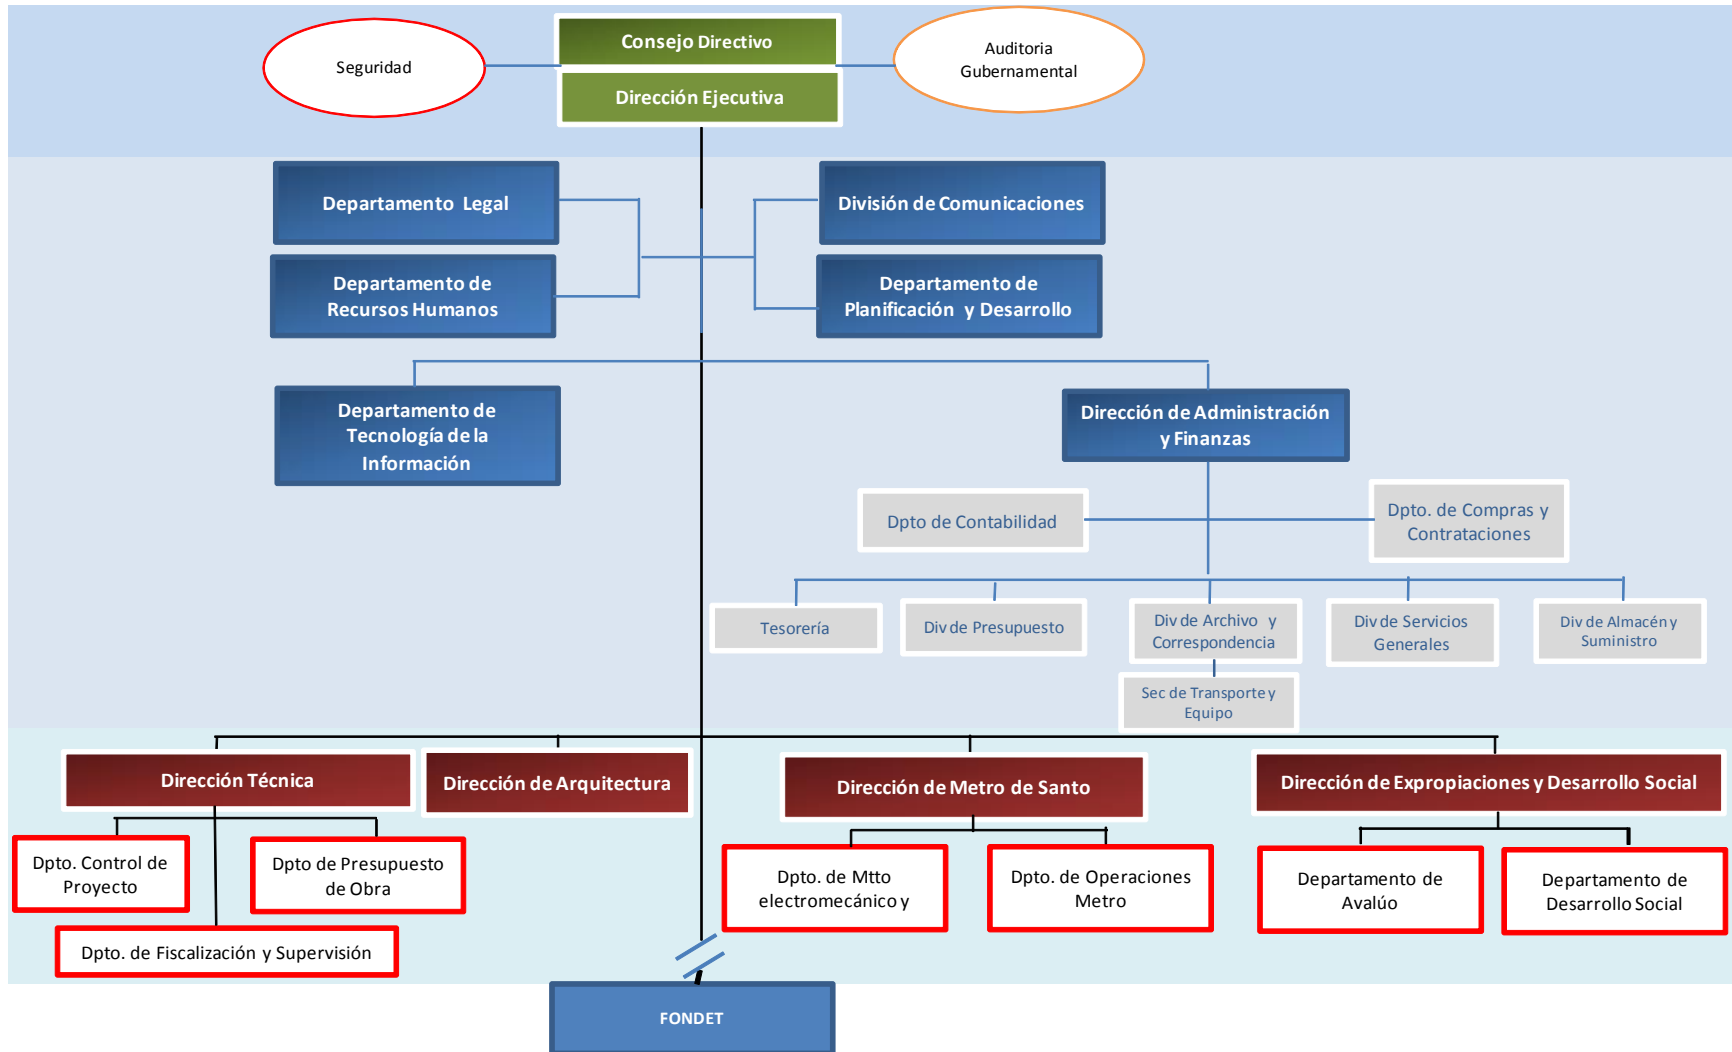 Seguridad
Consejo Directivo
Dirección Ejecutiva
Auditoria
Gubernamental
Departamento Legal
División de Comunicaciones
Departamento de
Recursos Humanos
Departamento de
Planificación y Desarrollo
Departamento de
Tecnología de la
Información
Dirección de Administración
y Finanzas
Dpto de Contabilidad
Dpto. de Compras y
Contrataciones
Tesorería
Div de Presupuesto
Div de Archivo y
Correspondencia
Div de Servicios
Generales
Div de Almacén y
Suministro
Sec de Transporte y
Equipo
Dirección Técnica
Dirección de Arquitectura
Dirección de Metro de Santo
Dirección de Expropiaciones y Desarrollo Social
Dpto. Control de
Proyecto
Dpto de Presupuesto
de Obra
Dpto. de Fiscalización y Supervisión
Dpto. de Mtto
electromecánico y
Dpto. de Operaciones
Metro
Departamento de
Avalúo
Departamento de
Desarrollo Social
FONDET